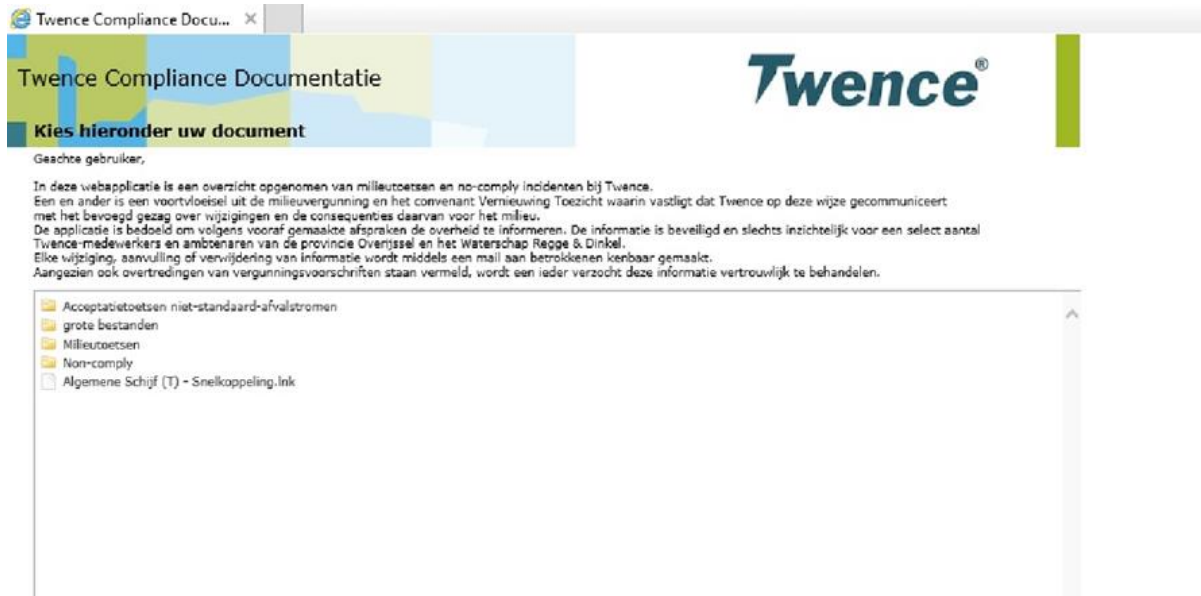 Twence Compliance Docu...
Twence Compliance Documentatie
Twence®
Kies hieronder uw document
Geachte gebruiker,
In deze webapplicatie is een overzicht opgenomen van milieutoetsen en no-comply incidenten bij Twence.
Een en ander is een voortvloeisel uit de milieuvergunning en het convenant Vernieuwing Toezicht waarin vastligt dat Twence op deze wijze gecommuniceert
met het bevoegd gezag over wijzigingen en de consequenties daarvan voor het milieu.
De applicatie is bedoeld om volgens vooraf gemaakte afspraken de overheid te informeren. De informatie is beveiligd en slechts inzichtelijk voor een select aantal
Twence-medewerkers en ambtenaren van de provincie Overijssel en het Waterschap Regge & Dinkel.
Elke wijziging, aanvulling of verwijdering van informatie wordt middels een mail aan betrokkenen kenbaar gemaakt.
Aangezien ook overtredingen van vergunningsvoorschriften staan vermeld, wordt een ieder verzocht deze informatie vertrouwlijk te behandelen.
Acceptatietoetsen niet-standaard-afvalstromen
grote bestanden
Milieutoetsen
Non-comply
Algemene Schijf (T) - Snelkoppeling.lnk